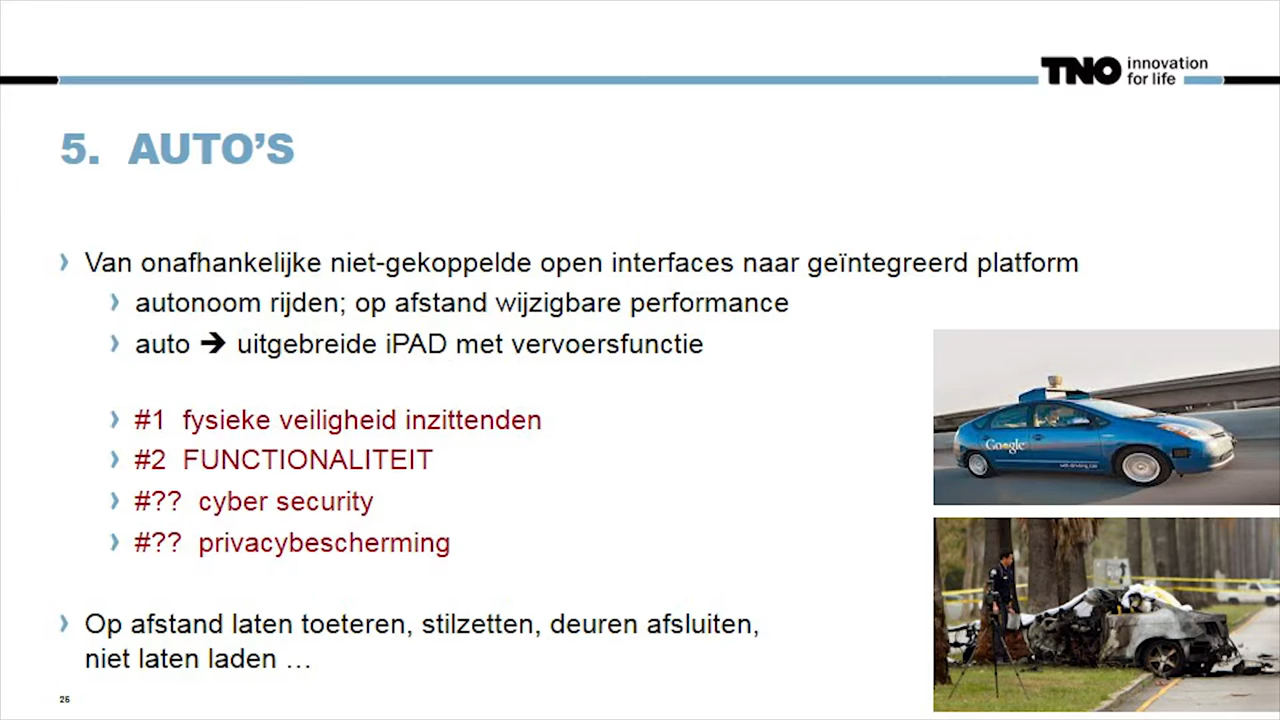 TNO innovation
for life
5. AUTO’S
› Van onafhankelijke niet-gekoppelde open interfaces naar geïntegreerd platform
› autonoom rijden; op afstand wijzigbare performance
› auto ➔ uitgebreide iPAD met vervoersfunctie
› #1 fysieke veiligheid inzittenden
› #2 FUNCTIONALITEIT
› #?? cyber security
› #?? privacybescherming
Google
› Op afstand laten toeteren, stilzetten, deuren afsluiten,
niet laten laden …